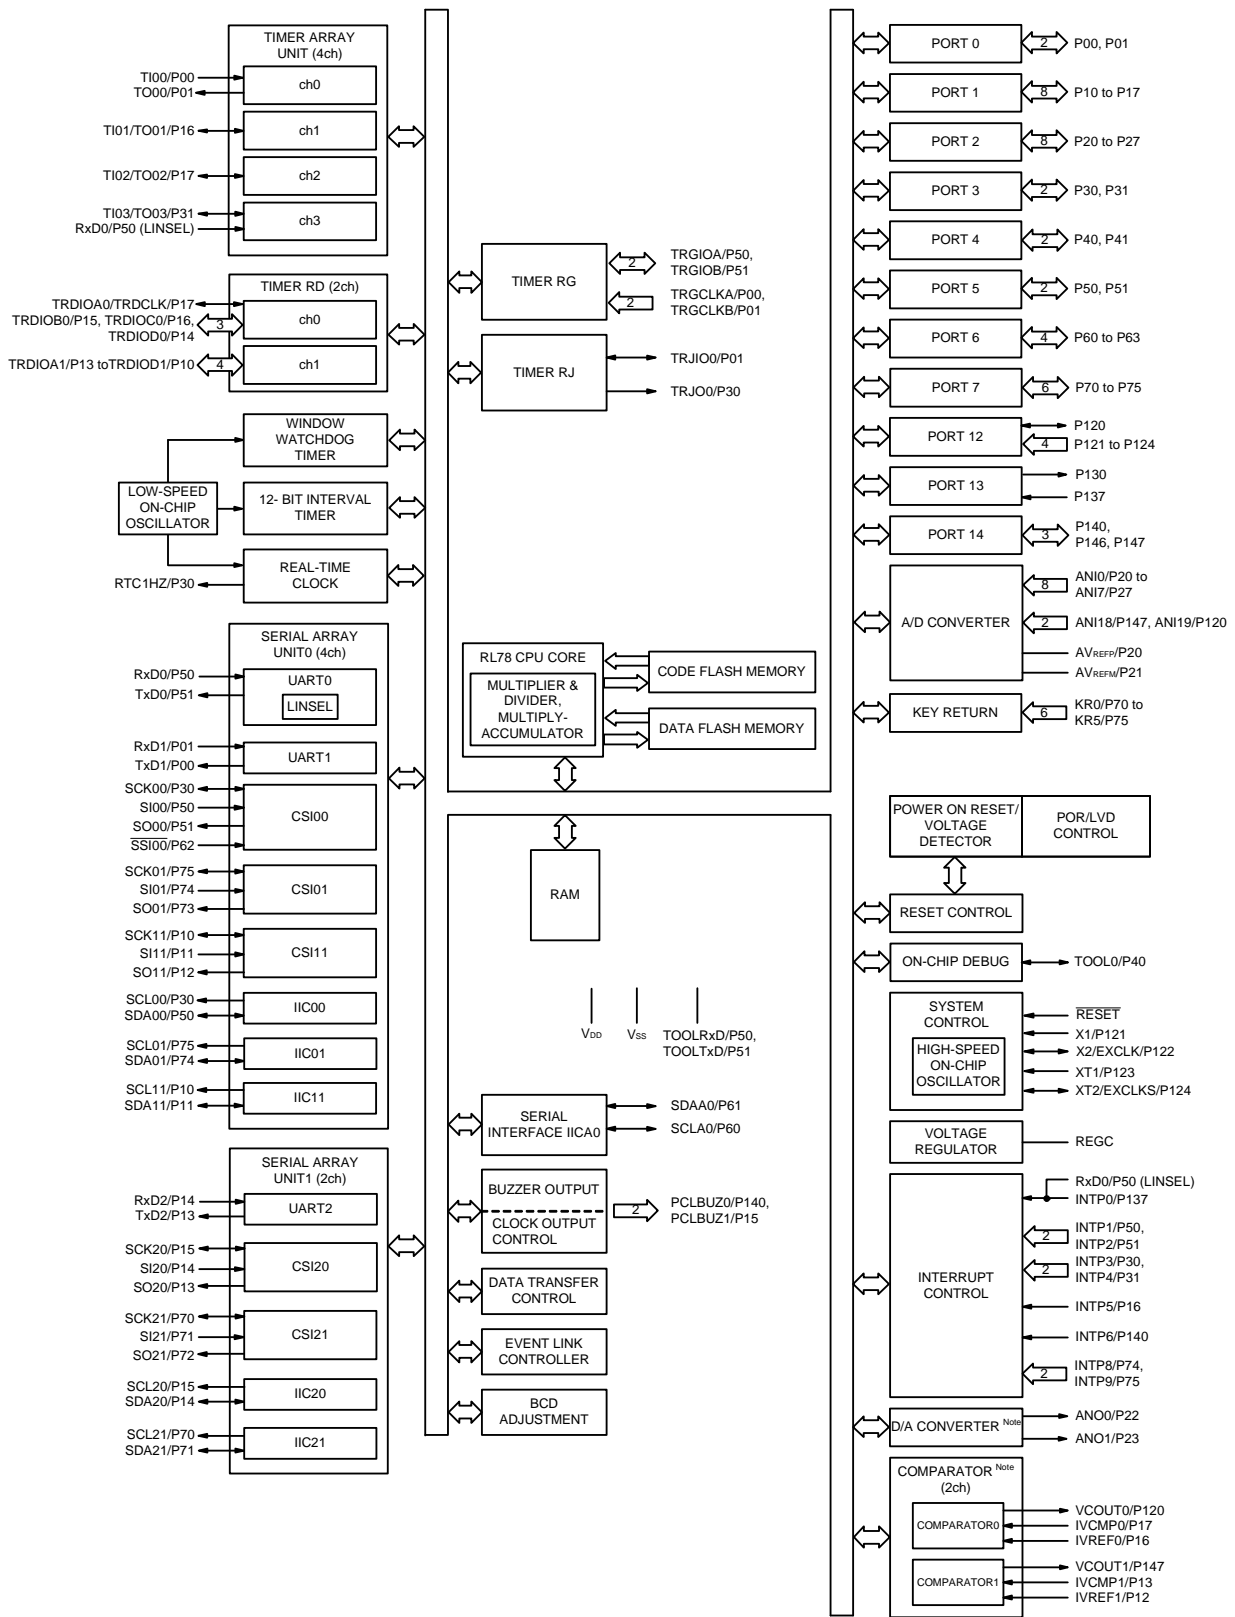 TIMER ARRAY
UNIT (4ch)
TI00/P00
TO00/P01
ch0
TI01/TO01/P16
ch1
TI02/TO02/P17
ch2
TI03/TO03/P31
RxD0/P50 (LINSEL)
ch3
TIMER RD (2ch)
TRDIOA0/TRDCLK/P17
TRDIOB0/P15, TRDIOC0/P16,
TRDIOD0/P14
3
ch0
TRDIOA1/P13 toTRDIOD1/P10
4
ch1
WINDOW
WATCHDOG
TIMER
LOW-SPEED
ON-CHIP
OSCILLATOR
12- BIT INTERVAL
TIMER
REAL-TIME
CLOCK
RTC1HZ/P30
SERIAL ARRAY
UNIT0 (4ch)
RxD0/P50
TxD0/P51
UART0
LINSEL
RxD1/P01
TxD1/P00
UART1
SCK00/P30
SI00/P50
SO00/P51
SSI00/P62
CSI00
SCK01/P75
SI01/P74
SO01/P73
CSI01
SCK11/P10
SI11/P11
SO11/P12
CSI11
SCL00/P30
SDA00/P50
IIC00
SCL01/P75
SDA01/P74
IIC01
SCL11/P10
SDA11/P11
IIC11
SERIAL ARRAY
UNIT1 (2ch)
RxD2/P14
TxD2/P13
UART2
SCK20/P15
SI20/P14
SO20/P13
CSI20
SCK21/P70
SI21/P71
SO21/P72
CSI21
SCL20/P15
SDA20/P14
IIC20
SCL21/P70
SDA21/P71
IIC21
TIMER RG
2
TRGIOA/P50,
TRGIOB/P51
2
TRGCLKA/P00,
TRGCLKB/P01
TIMER RJ
TRJIO0/P01
TRJO0/P30
RL78 CPU CORE
MULTIPLIER &
DIVIDER,
MULTIPLY-
ACCUMULATOR
CODE FLASH MEMORY
DATA FLASH MEMORY
RAM
VDD
VSS
TOOLRxD/P50,
TOOLTxD/P51
SERIAL
INTERFACE IICA0
SDAA0/P61
SCLA0/P60
BUZZER OUTPUT
CLOCK OUTPUT
CONTROL
2
PCLBUZ0/P140,
PCLBUZ1/P15
DATA TRANSFER
CONTROL
EVENT LINK
CONTROLLER
BCD
ADJUSTMENT
PORT 0
2
P00, P01
PORT 1
8
P10 to P17
PORT 2
8
P20 to P27
PORT 3
2
P30, P31
PORT 4
2
P40, P41
PORT 5
2
P50, P51
PORT 6
4
P60 to P63
PORT 7
6
P70 to P75
PORT 12
P120
4
P121 to P124
PORT 13
P130
P137
PORT 14
3
P140,
P146, P147
A/D CONVERTER
8
ANI0/P20 to
ANI7/P27
2
ANI18/P147, ANI19/P120
AVREFP/P20
AVREFM/P21
KEY RETURN
6
KR0/P70 to
KR5/P75
POWER ON RESET/
VOLTAGE
DETECTOR
POR/LVD
CONTROL
RESET CONTROL
ON-CHIP DEBUG
TOOL0/P40
SYSTEM
CONTROL
HIGH-SPEED
ON-CHIP
OSCILLATOR
RESET
X1/P121
X2/EXCLK/P122
XT1/P123
XT2/EXCLKS/P124
VOLTAGE
REGULATOR
REGC
INTERRUPT
CONTROL
RxD0/P50 (LINSEL)
INTP0/P137
2
INTP1/P50,
INTP2/P51
2
INTP3/P30,
INTP4/P31
INTP5/P16
INTP6/P140
2
INTP8/P74,
INTP9/P75
D/A CONVERTER Note
ANO0/P22
ANO1/P23
COMPARATOR Note
(2ch)
COMPARATOR0
VCOUT0/P120
IVCMP0/P17
IVREF0/P16
COMPARATOR1
VCOUT1/P147
IVCMP1/P13
IVREF1/P12